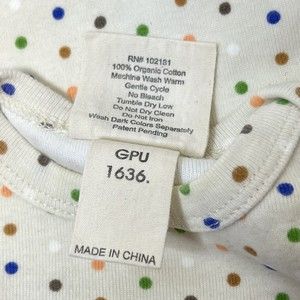 RN# 102181
100% Organic Cotton
Machine Wash Warm
Gentle Cycle
No Bleach
Tumble Dry Low
Do Not Dry Clean
Do Not Iron
Wash Dark Colors Separately
Patent Pending
GPU
1636.
MADE IN CHINA